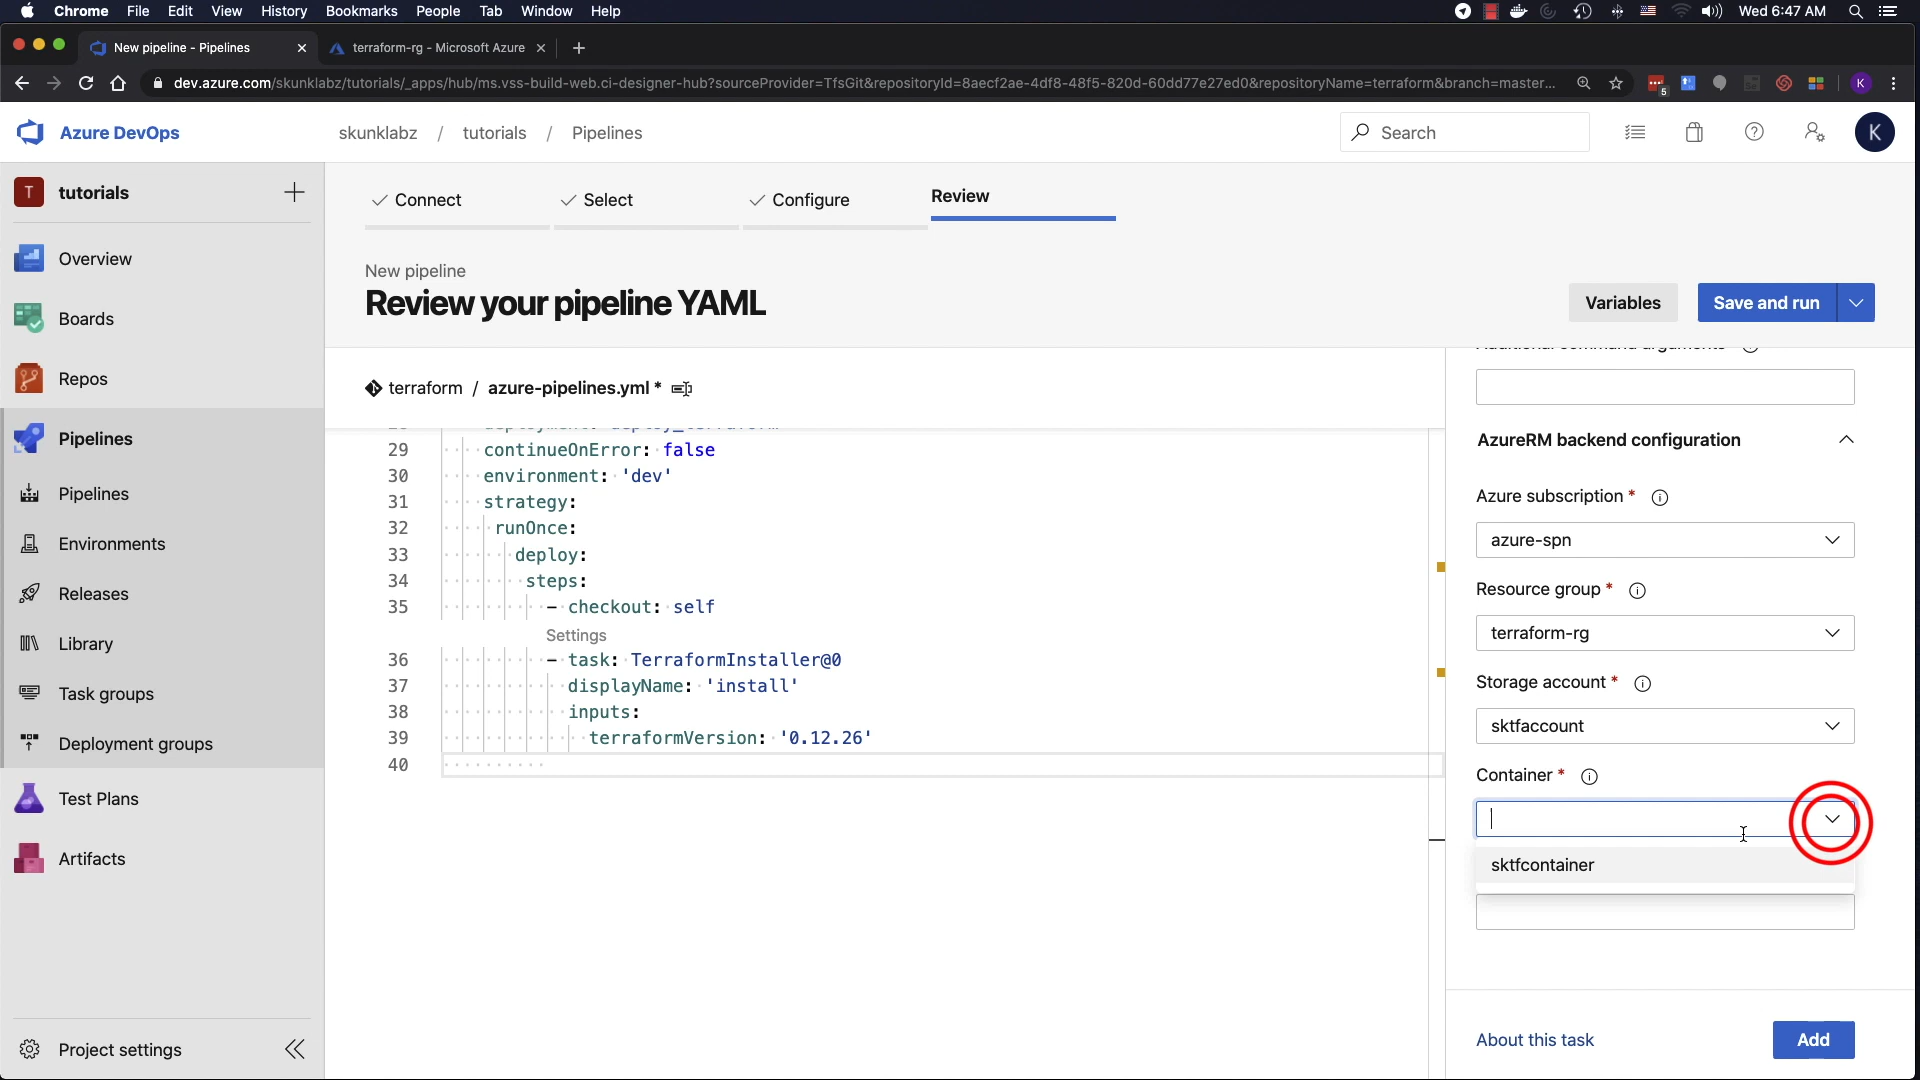 Chrome File Edit View History Bookmarks People Tab Window Help
Wed 6:47 AM
New pipeline - Pipelines
terraform-rg - Microsoft Azure
dev.azure.com/skunklabz/tutorials/_apps/hub/ms.vss-build-web.ci-designer-hub?sourceProvider=TfsGit&repositoryId=8aecf2ae-4df8-48f5-820d-60dd77e27ed0&repositoryName=terraform&branch=master...
5
K
Azure DevOps
skunklabz / tutorials / Pipelines
Search
K
T tutorials
Overview
Boards
Repos
Pipelines
Pipelines
Environments
Releases
Library
Task groups
Deployment groups
Test Plans
Artifacts
Project settings
Connect
Select
Configure
Review
New pipeline
Review your pipeline YAML
Variables
Save and run
terraform / azure-pipelines.yml *
29 continueOnError: false
30 environment: 'dev'
31 strategy:
32 runOnce:
33 deploy:
34 steps:
35 - checkout: self
Settings
36 - task: TerraformInstaller@0
37 displayName: 'install'
38 inputs:
39 terraformVersion: '0.12.26'
40
AzureRM backend configuration
Azure subscription *
azure-spn
Resource group *
terraform-rg
Storage account *
sktfaccount
Container *
sktfcontainer
About this task
Add